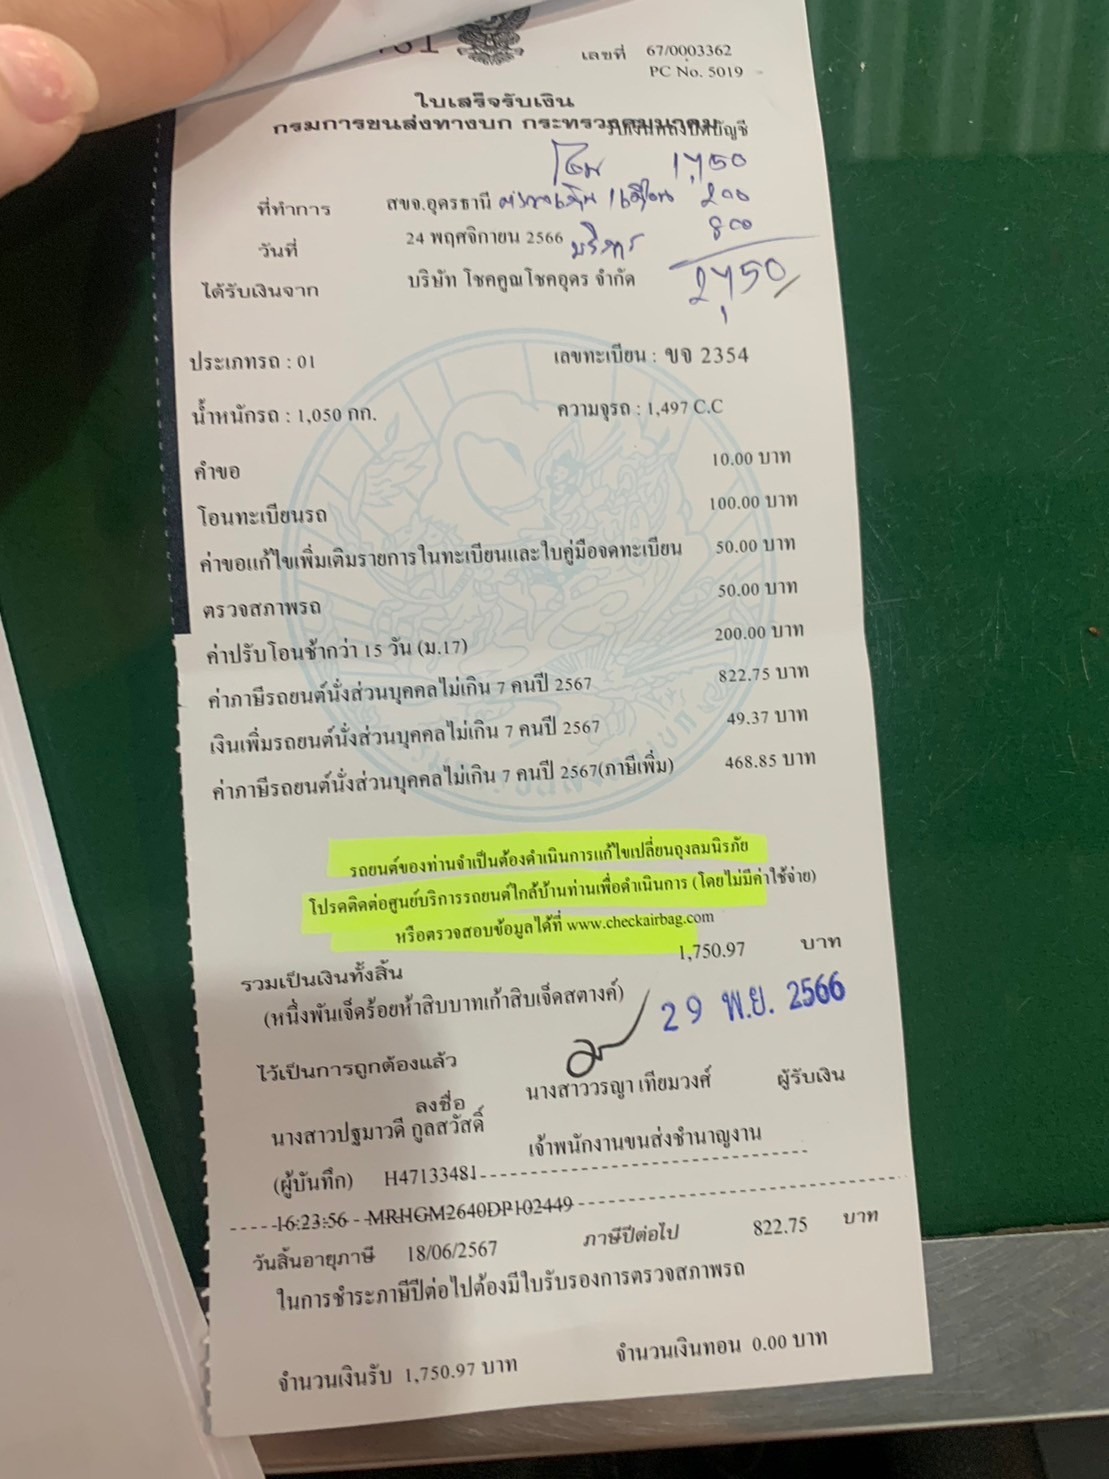 เลขที่ 67/0003362
PC No. 5019
ใบเสร็จรับเงิน
กรมการขนส่งทางบก กระทรวงคมนาคม
โอน 1,750
ที่ทำการ สขจ.อุดรธานี 1 เดือน 200
วันที่ 24 พฤศจิกายน 2566 บริการ 800
ได้รับเงินจาก บริษัท โชคคูณโชคอุดร จำกัด 2,750
ประเภทรถ : 01 เลขทะเบียน : ขจ 2354
น้ำหนักรถ : 1,050 กก. ความจุรถ : 1,497 C.C
คำขอ 10.00 บาท
โอนทะเบียนรถ 100.00 บาท
ค่าขอแก้ไขเพิ่มเติมรายการในทะเบียนและใบคู่มือจดทะเบียน 50.00 บาท
ตรวจสภาพรถ 50.00 บาท
ค่าปรับโอนช้ากว่า 15 วัน (ม.17) 200.00 บาท
ค่าภาษีรถยนต์นั่งส่วนบุคคลไม่เกิน 7 คนปี 2567 822.75 บาท
เงินเพิ่มรถยนต์นั่งส่วนบุคคลไม่เกิน 7 คนปี 2567 49.37 บาท
ค่าภาษีรถยนต์นั่งส่วนบุคคลไม่เกิน 7 คนปี 2567(ภาษีเพิ่ม) 468.85 บาท
รถยนต์ของท่านจำเป็นต้องดำเนินการแก้ไขเปลี่ยนถุงลมนิรภัย
โปรดติดต่อศูนย์บริการรถยนต์ใกล้บ้านท่านเพื่อดำเนินการ (โดยไม่มีค่าใช้จ่าย)
หรือตรวจสอบข้อมูลได้ที่ www.checkairbag.com
รวมเป็นเงินทั้งสิ้น 1,750.97 บาท
(หนึ่งพันเจ็ดร้อยห้าสิบบาทเก้าสิบเจ็ดสตางค์)
29 พ.ย. 2566
ไว้เป็นการถูกต้องแล้ว
ลงชื่อ นางสาววรญา เทียมวงศ์ ผู้รับเงิน
นางสาวปฐมาวดี กูลสวัสดิ์ เจ้าพนักงานขนส่งชำนาญงาน
(ผู้บันทึก) H47133481
16:23:56 MRHGM2640DP102449
วันสิ้นอายุภาษี 18/06/2567 ภาษีปีต่อไป 822.75 บาท
ในการชำระภาษีปีต่อไปต้องมีใบรับรองการตรวจสภาพรถ
จำนวนเงินรับ 1,750.97 บาท จำนวนเงินทอน 0.00 บาท